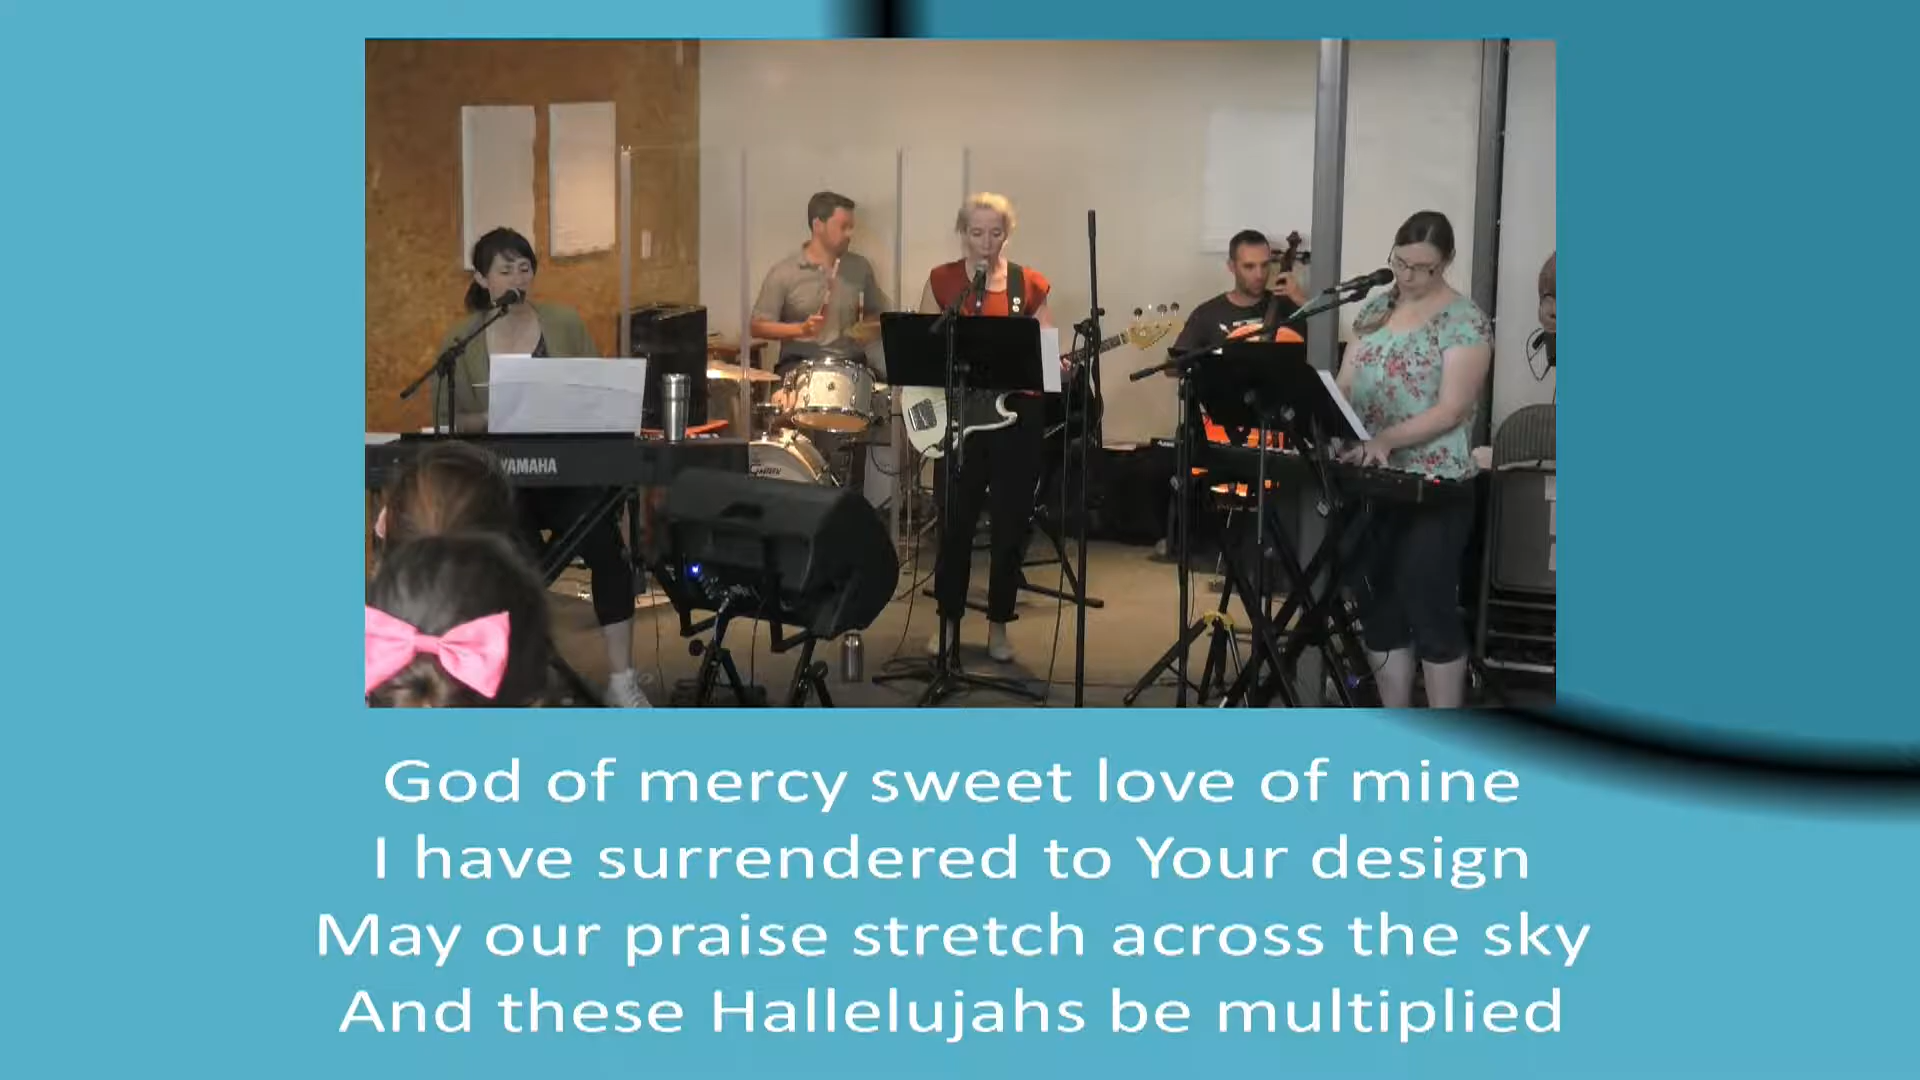 YAMAHA
God of mercy sweet love of mine
I have surrendered to Your design
May our praise stretch across the sky
And these Hallelujahs be multiplied